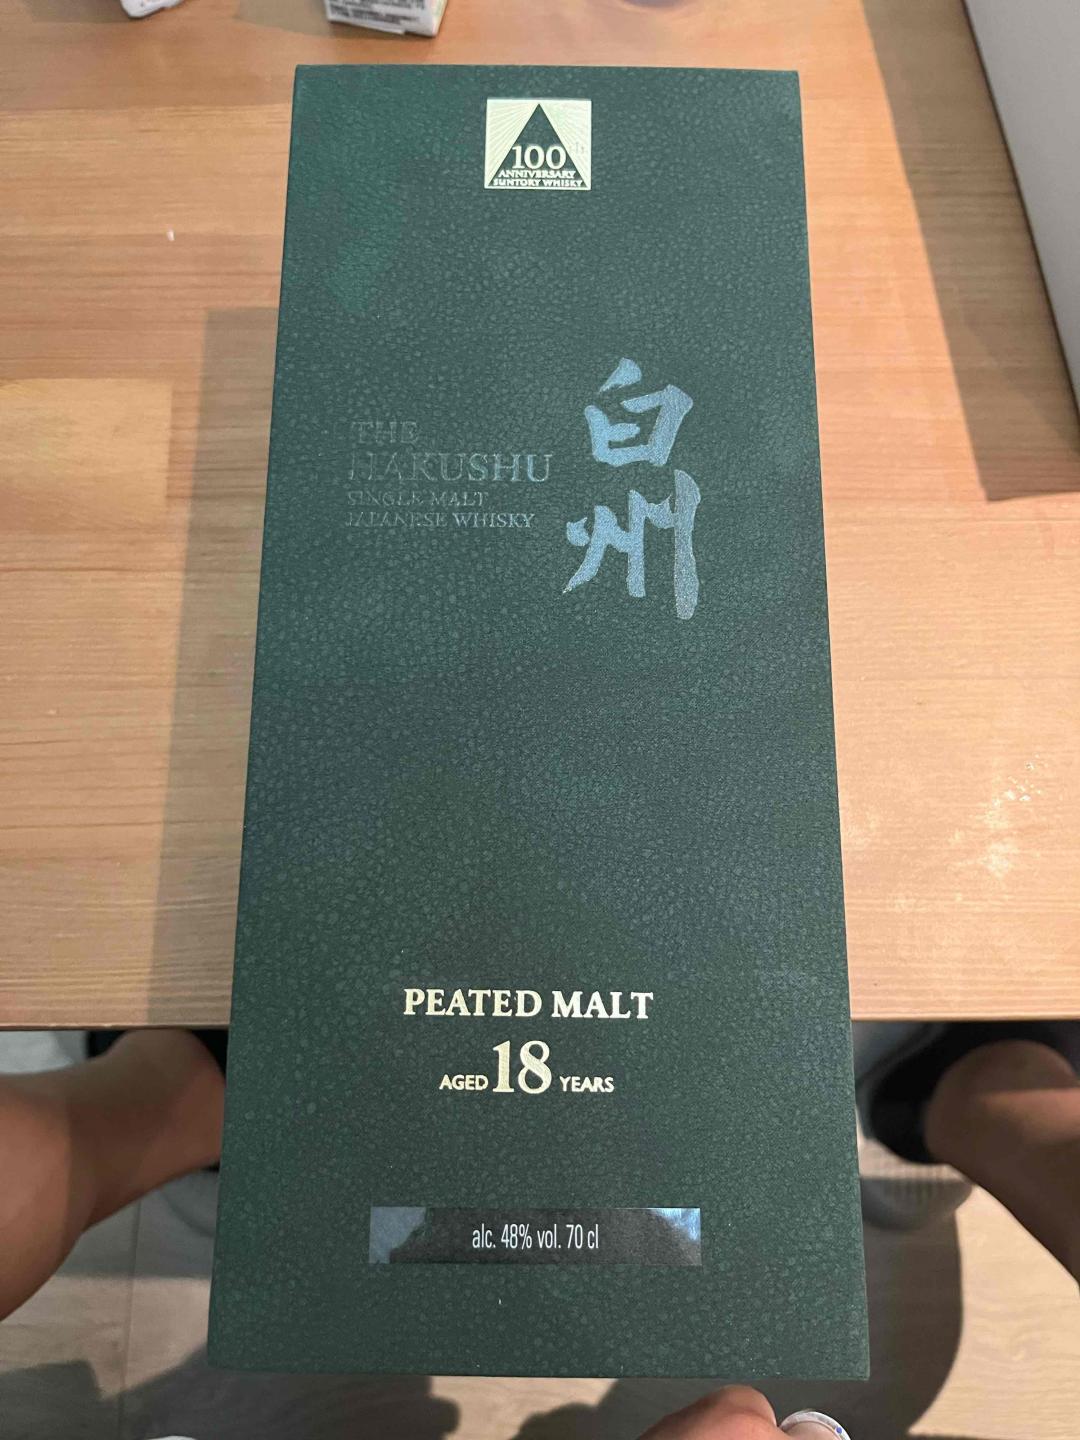 100th
ANNIVERSARY
SUNTORY WHISKY
THE
HAKUSHU
SINGLE MALT
JAPANESE WHISKY
白州
PEATED MALT
AGED 18 YEARS
alc. 48% vol. 70 cl